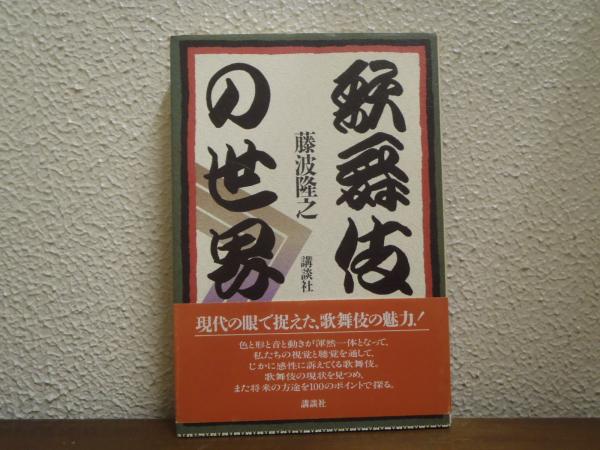 歌舞伎
の世界
藤波隆之
講談社
現代の眼で捉えた、歌舞伎の魅力!
色と形と音と動きが渾然一体となって、
私たちの視覚と聴覚を通して、
じかに感性に訴えてくる歌舞伎。
歌舞伎の現状を見つめ、
また将来の方途を100のポイントで探る。
講談社